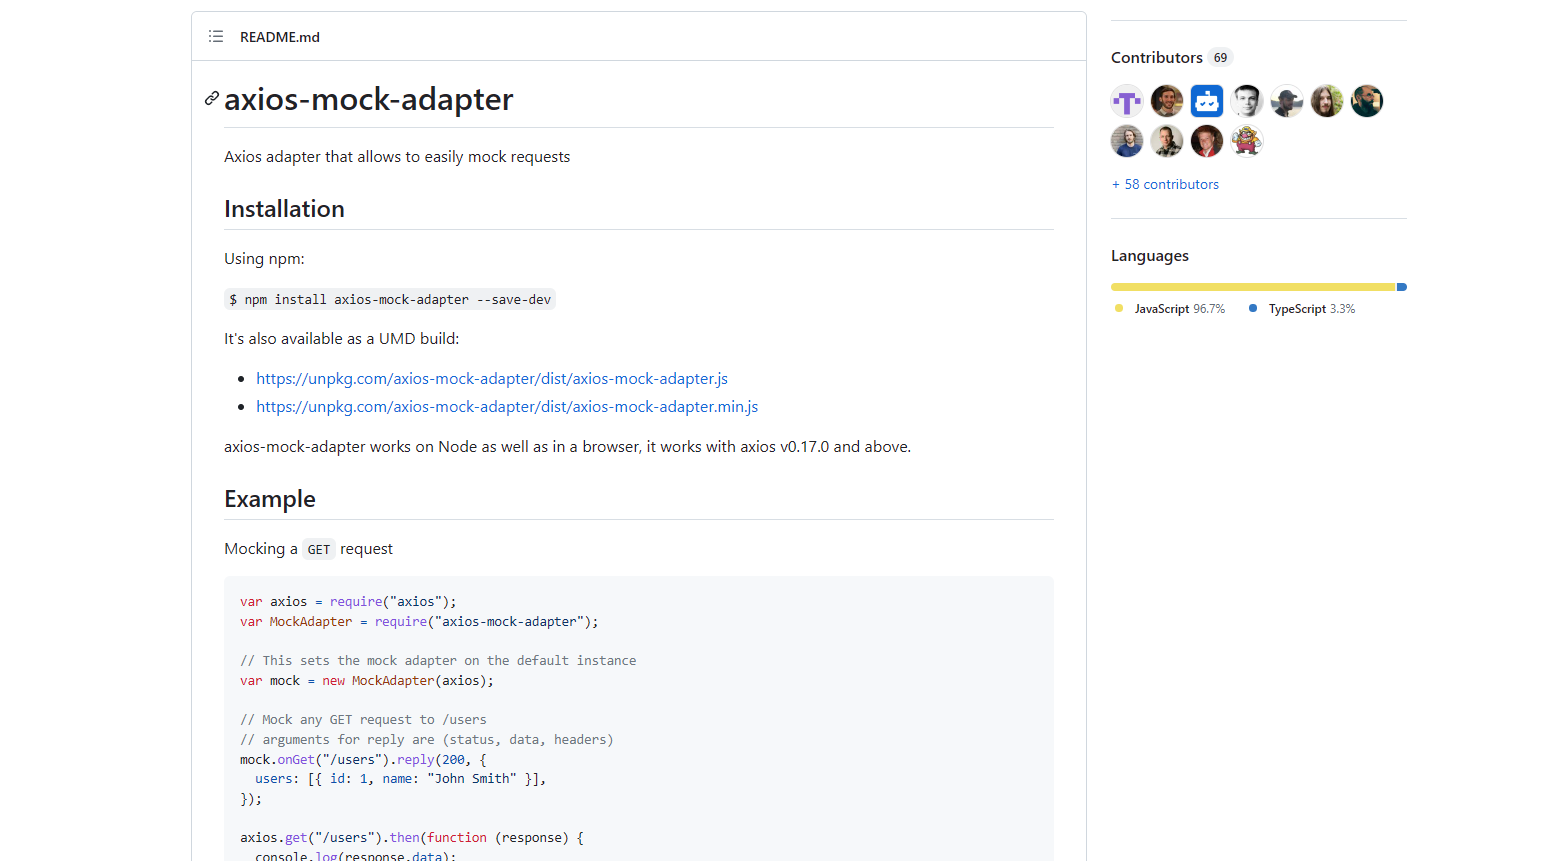 README.md
axios-mock-adapter
Axios adapter that allows to easily mock requests
Installation
Using npm:
$ npm install axios-mock-adapter --save-dev
It's also available as a UMD build:
https://unpkg.com/axios-mock-adapter/dist/axios-mock-adapter.js
https://unpkg.com/axios-mock-adapter/dist/axios-mock-adapter.min.js
axios-mock-adapter works on Node as well as in a browser, it works with axios v0.17.0 and above.
Example
Mocking a GET request
var axios = require("axios");
var MockAdapter = require("axios-mock-adapter");
// This sets the mock adapter on the default instance
var mock = new MockAdapter(axios);
// Mock any GET request to /users
// arguments for reply are (status, data, headers)
mock.onGet("/users").reply(200, {
  users: [{ id: 1, name: "John Smith" }],
});
axios.get("/users").then(function (response) {
  console.log(response.data);
Contributors 69
+ 58 contributors
Languages
JavaScript 96.7% TypeScript 3.3%